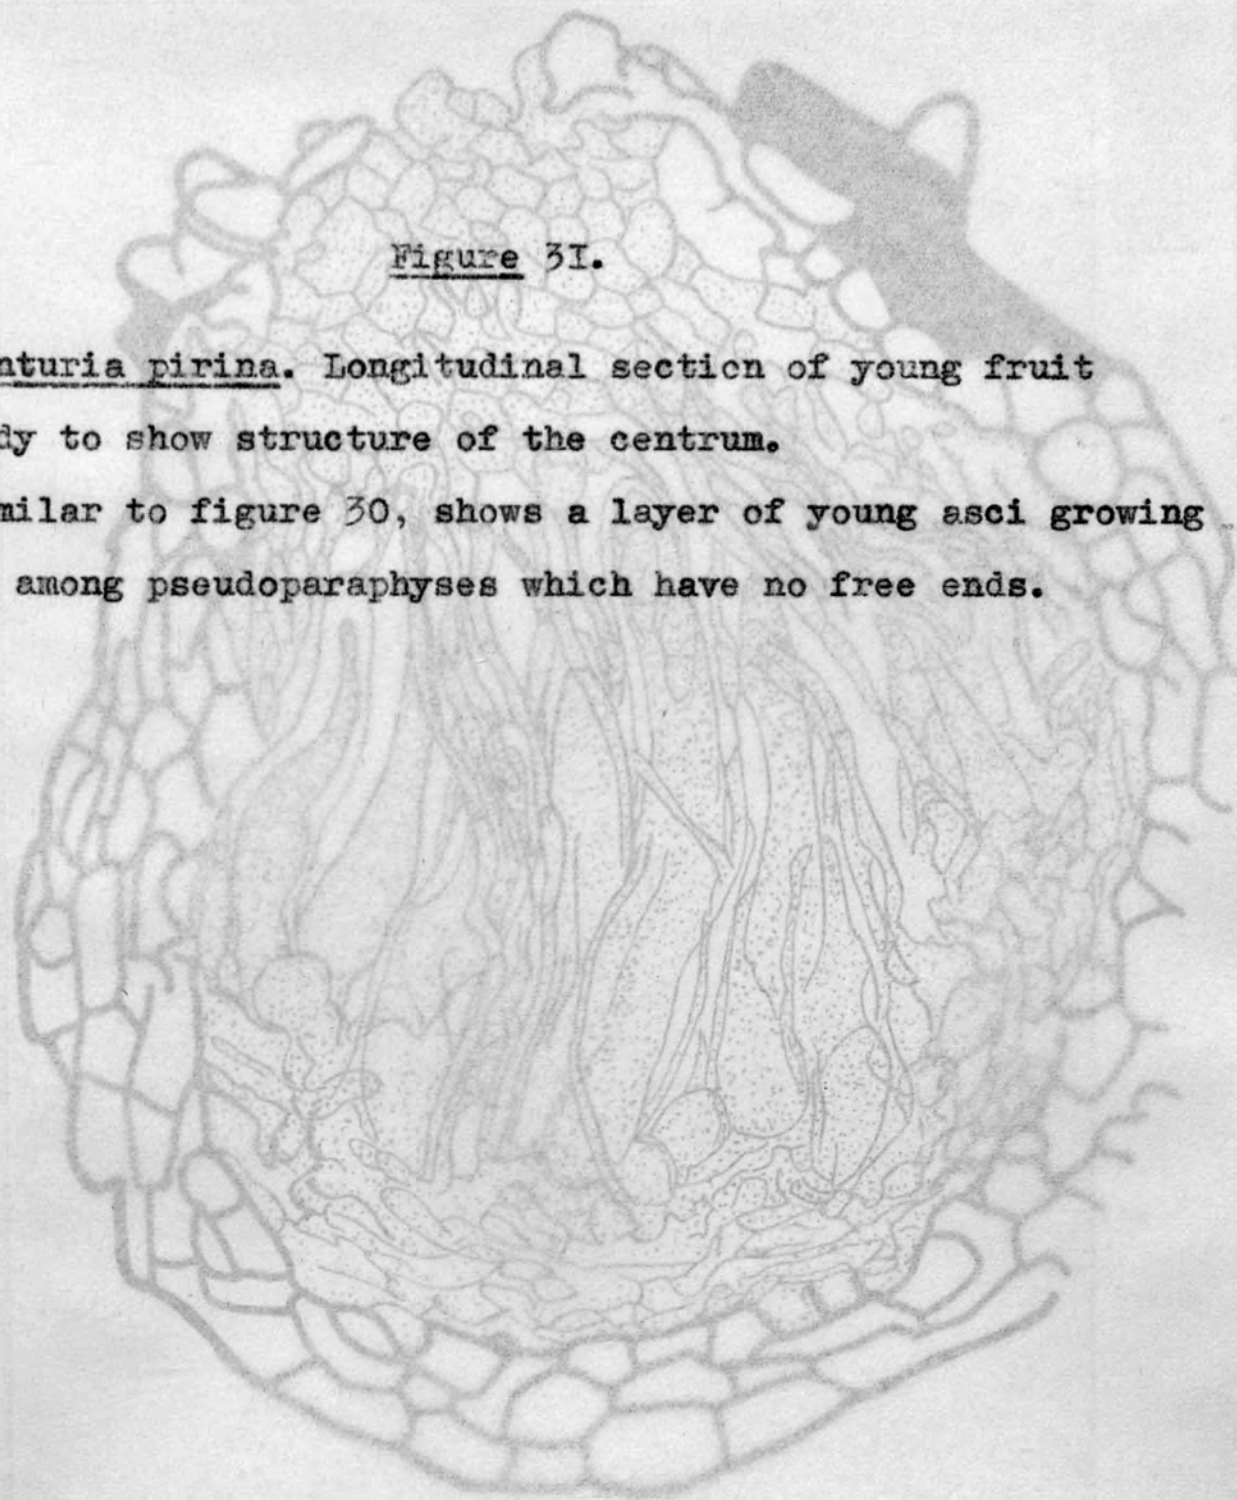 Figure 3I.
nturia pirina. Longitudinal section of young fruit
dy to show structure of the centrum.
milar to figure 30, shows a layer of young asci growing
among pseudoparaphyses which have no free ends.